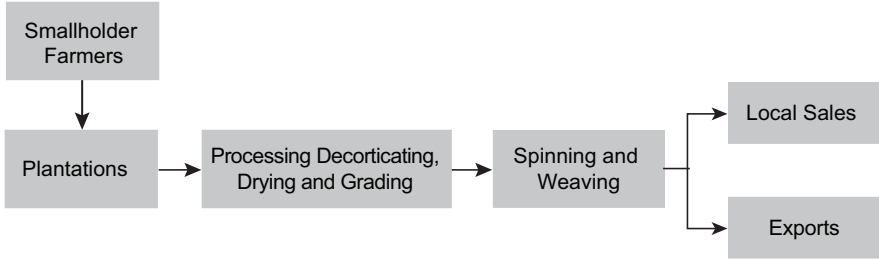 Smallholder
Farmers
Plantations
Processing Decorticating,
Drying and Grading
Spinning and
Weaving
Local Sales
Exports